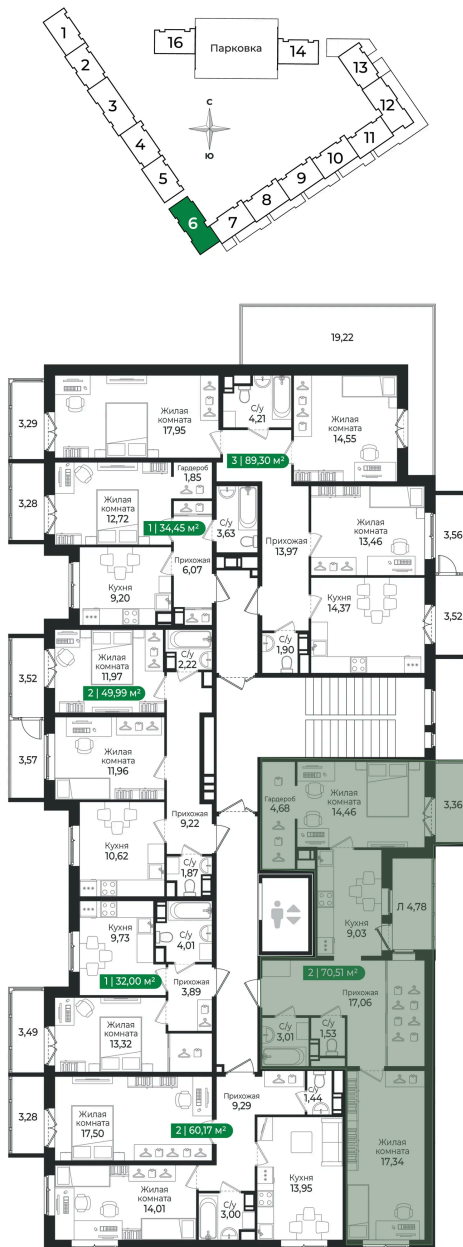 1
2
3
4
5
6
7
8
9
10
11
12
13
14
16
Парковка
С
Ю
19,22
3,29
Жилая
комната
17,95
С/у
4,21
Жилая
комната
14,55
3 | 89,30 м²
3,28
Жилая
комната
12,72
Гардероб
1,85
1 | 34,45 м²
С/у
3,63
Прихожая
6,07
Кухня
9,20
Прихожая
13,97
Жилая
комната
13,46
3,56
Кухня
14,37
3,52
С/у
1,90
3,52
Жилая
комната
11,97
С/у
2,22
2 | 49,99 м²
3,57
Жилая
комната
11,96
Прихожая
9,22
Кухня
10,62
С/у
1,87
Гардероб
4,68
Жилая
комната
14,46
3,36
Кухня
9,03
Л 4,78
2 | 70,51 м²
Прихожая
17,06
С/у
3,01
С/у
1,53
Жилая
комната
17,34
Кухня
9,73
С/у
4,01
1 | 32,00 м²
Прихожая
3,89
3,49
Жилая
комната
13,32
3,28
Жилая
комната
17,50
Прихожая
9,29
С/у
1,44
2 | 60,17 м²
Жилая
комната
14,01
С/у
3,00
Кухня
13,95